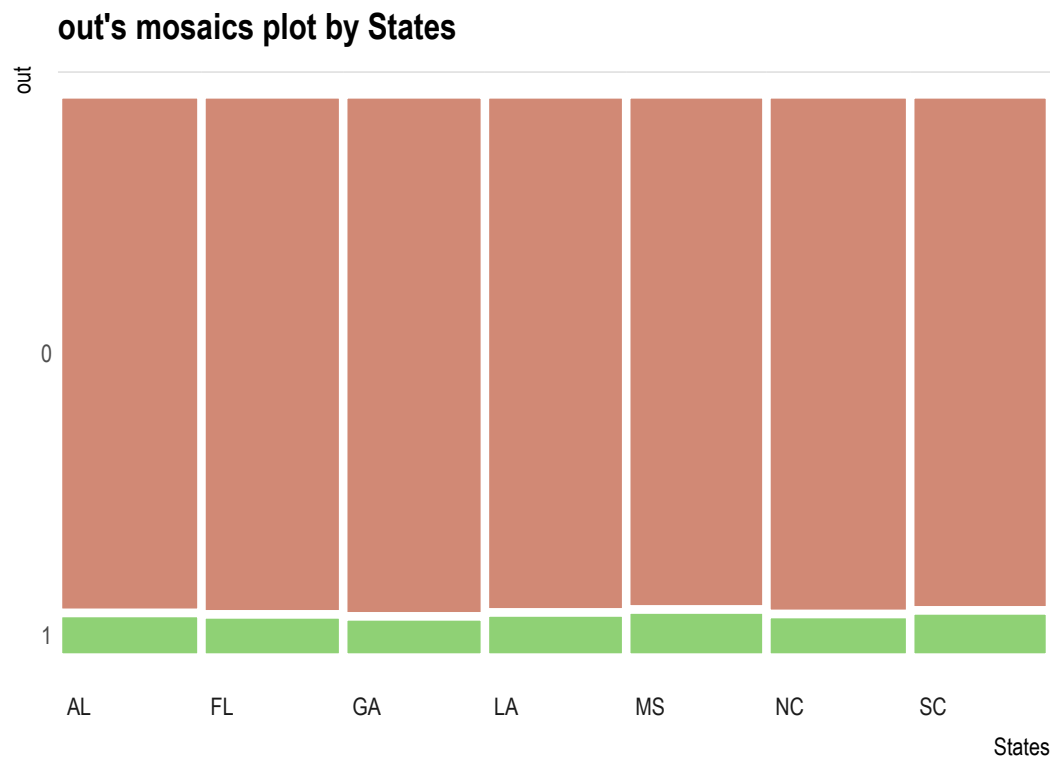 out's mosaics plot by States
out
0
1
AL FL GA LA MS NC SC
States